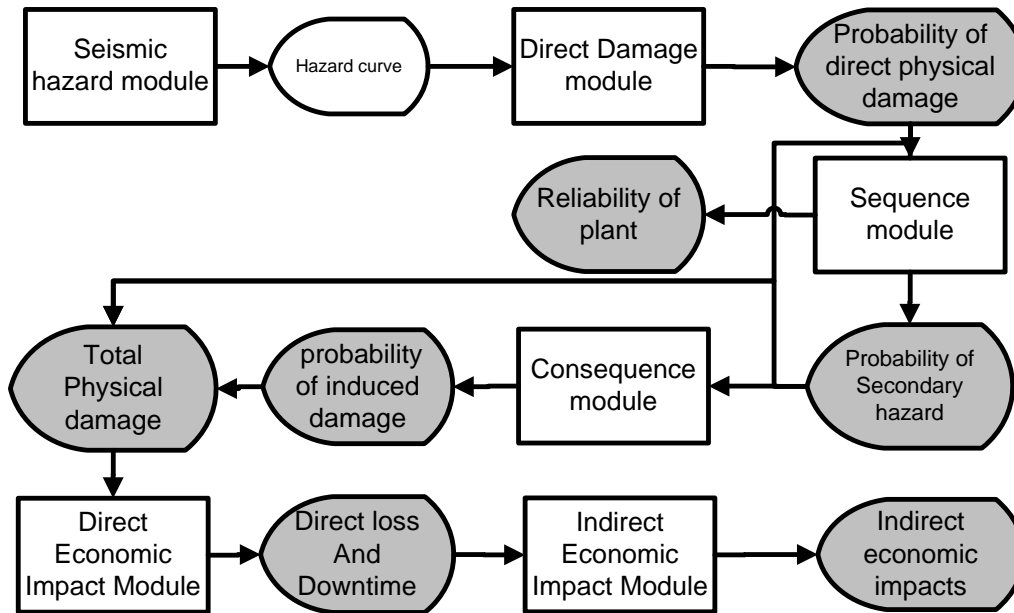 Seismic
hazard module
Hazard curve
Direct Damage
module
Probability of
direct physical
damage
Reliability of
plant
Sequence
module
Total
Physical
damage
probability
of induced
damage
Consequence
module
Probability of
Secondary
hazard
Direct
Economic
Impact Module
Direct loss
And
Downtime
Indirect
Economic
Impact Module
Indirect
economic
impacts